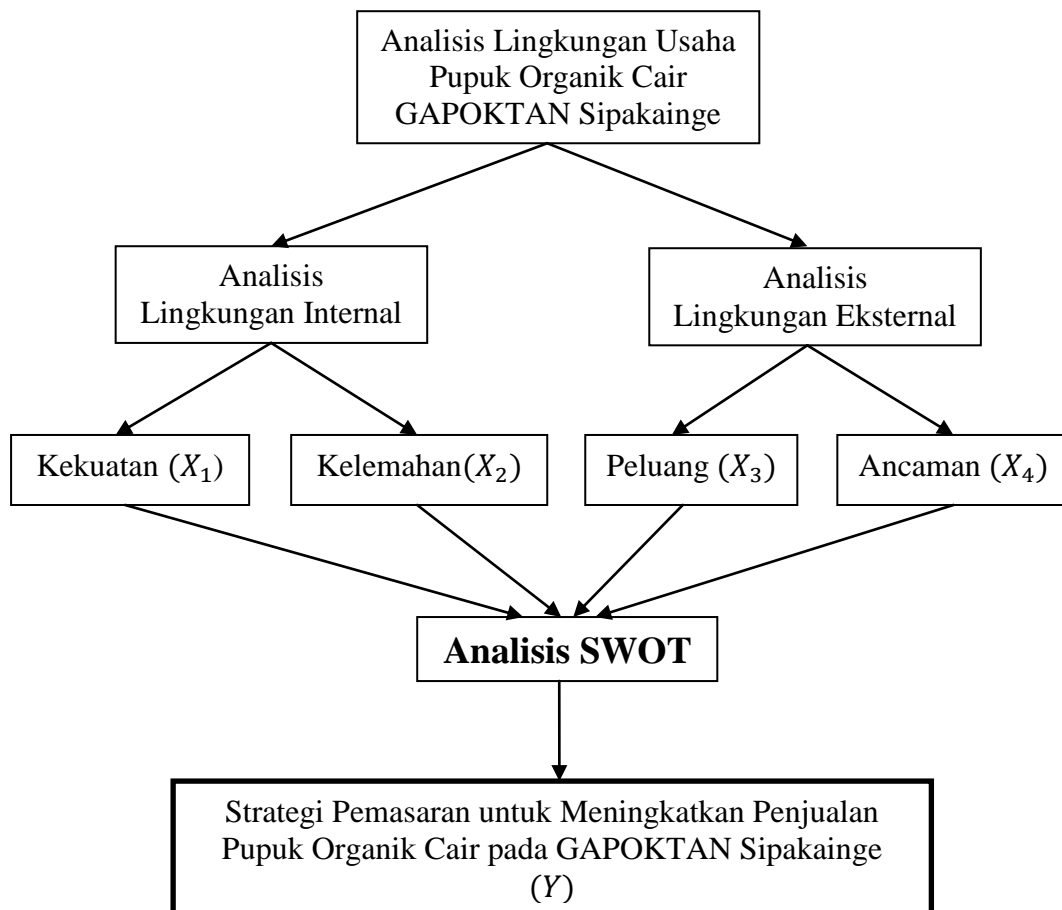 Analisis Lingkungan Usaha
Pupuk Organik Cair
GAPOKTAN Sipakainge
Analisis
Lingkungan Internal
Analisis
Lingkungan Eksternal
Kekuatan (𝑋₁)
Kelemahan(𝑋₂)
Peluang (𝑋₃)
Ancaman (𝑋₄)
Analisis SWOT
Strategi Pemasaran untuk Meningkatkan Penjualan
Pupuk Organik Cair pada GAPOKTAN Sipakainge
(𝑌)